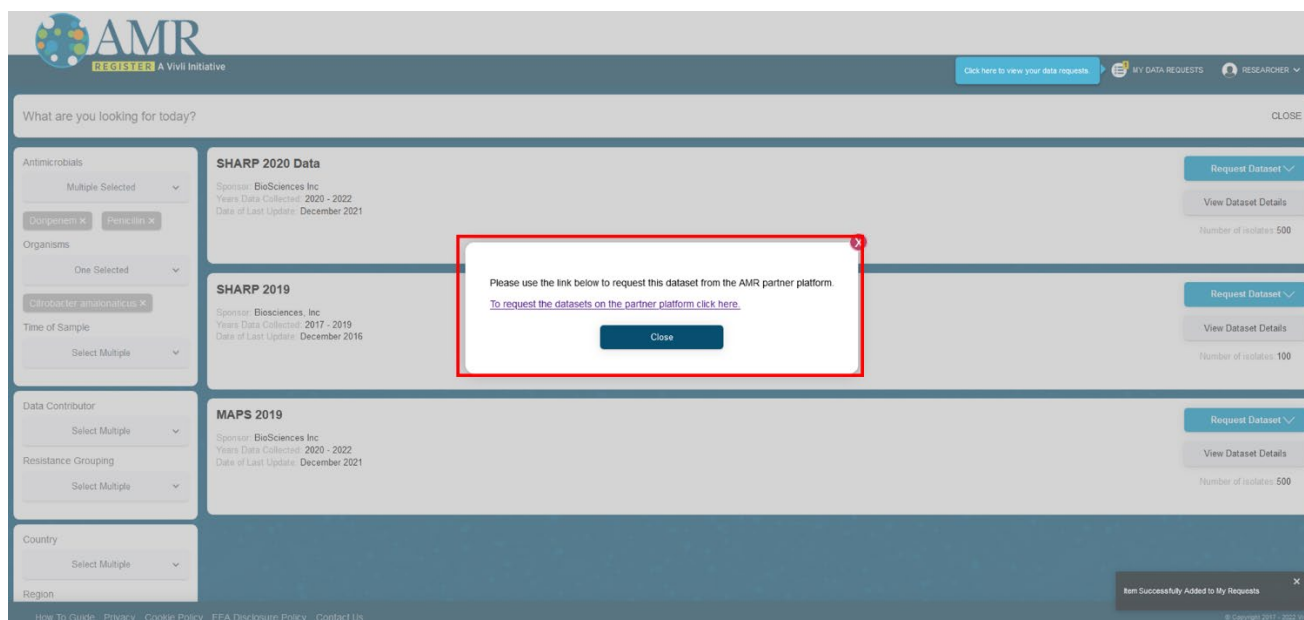 AMR
REGISTER A Vivli Initiative
Click here to view your data requests.
MY DATA REQUESTS
RESEARCHER
What are you looking for today?
CLOSE
Antimicrobials
Multiple Selected
Doripenem × Penicillin ×
Organisms
One Selected
Citrobacter amalonaticus ×
Time of Sample
Select Multiple
Data Contributor
Select Multiple
Resistance Grouping
Select Multiple
Country
Select Multiple
Region
SHARP 2020 Data
Sponsor: BioSciences Inc
Years Data Collected: 2020 - 2022
Date of Last Update: December 2021
Request Dataset
View Dataset Details
Number of isolates: 500
SHARP 2019
Sponsor: Biosciences, Inc
Years Data Collected: 2017 - 2019
Date of Last Update: December 2016
Request Dataset
View Dataset Details
Number of isolates: 100
MAPS 2019
Sponsor: BioSciences Inc
Years Data Collected: 2020 - 2022
Date of Last Update: December 2021
Request Dataset
View Dataset Details
Number of isolates: 500
X
Please use the link below to request this dataset from the AMR partner platform.
To request the datasets on the partner platform click here.
Close
Item Successfully Added to My Requests ×
How To Guide Privacy Cookie Policy EEA Disclosure Policy Contact Us
© Copyright 2017 - 2022